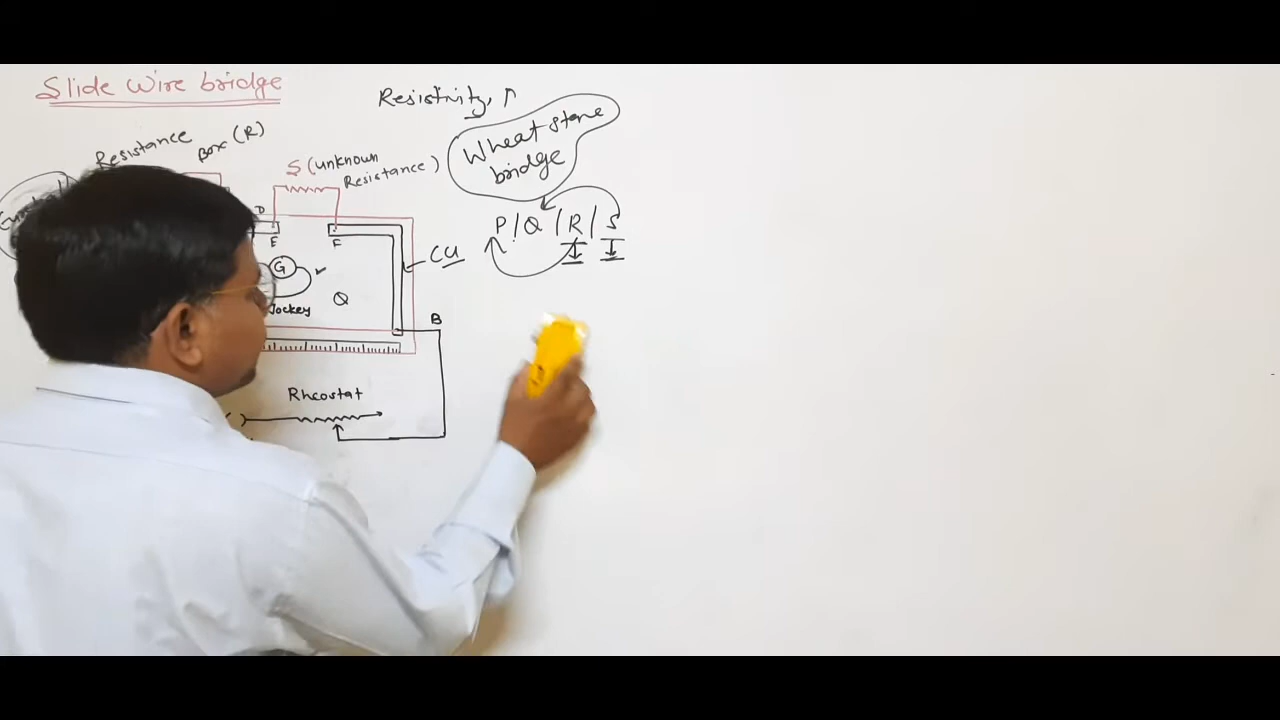 Slide Wire bridge
Resistivity, ↑
Resistance
Box (R)
Wheat stone
bridge
S (unknown
Resistance)
D
P/Q/R/S
E
F
Cu
G
Q
Jockey
B
Rheostat
( )